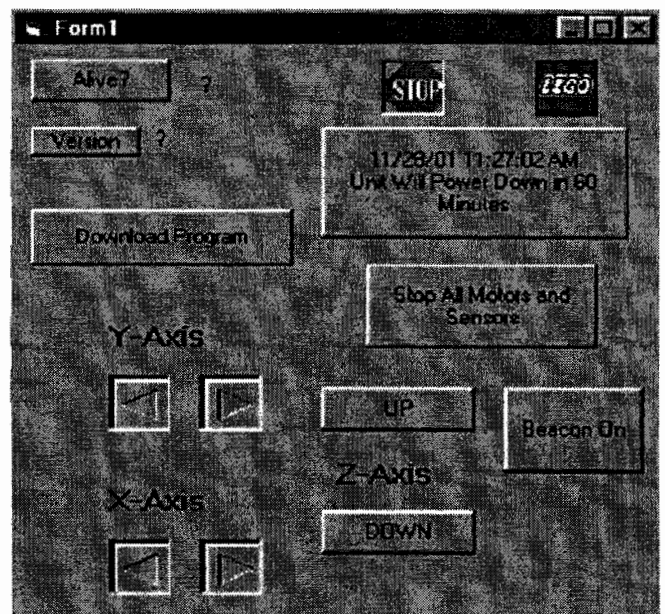 Form1
Alive? ?
STOP
LEGO
Version ?
11/28/01 11:27:02 AM
Unit Will Power Down in 60
Minutes
Download Program
Stop All Motors and
Sensors
Y-Axis
UP
Beacon On
Z-Axis
X-Axis
DOWN